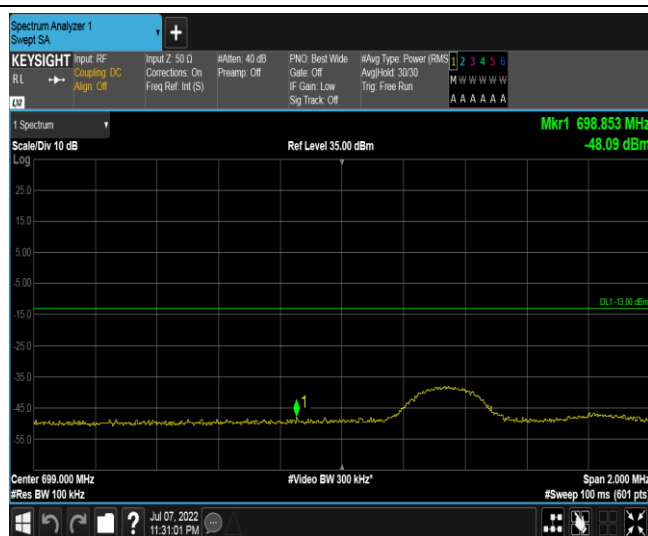 Spectrum Analyzer 1
Swept SA
+
KEYSIGHT
RL
LXI
Input: RF
Coupling: DC
Align: Off
Input Z: 50 Ω
Corrections: On
Freq Ref: Int (S)
#Atten: 40 dB
Preamp: Off
PNO: Best Wide
Gate: Off
IF Gain: Low
Sig Track: Off
#Avg Type: Power (RMS
Avg|Hold: 30/30
Trig: Free Run
1 2 3 4 5 6
M W W W W W
A A A A A A
1 Spectrum
Mkr1 698.853 MHz
Scale/Div 10 dB
Ref Level 35.00 dBm
-48.09 dBm
Log
25.0
15.0
5.00
-5.00
DL1 -13.00 dBm
-15.0
-25.0
-35.0
1
-45.0
-55.0
Center 699.000 MHz
#Video BW 300 kHz*
Span 2.000 MHz
#Res BW 100 kHz
#Sweep 100 ms (601 pts)
?
Jul 07, 2022
11:31:01 PM